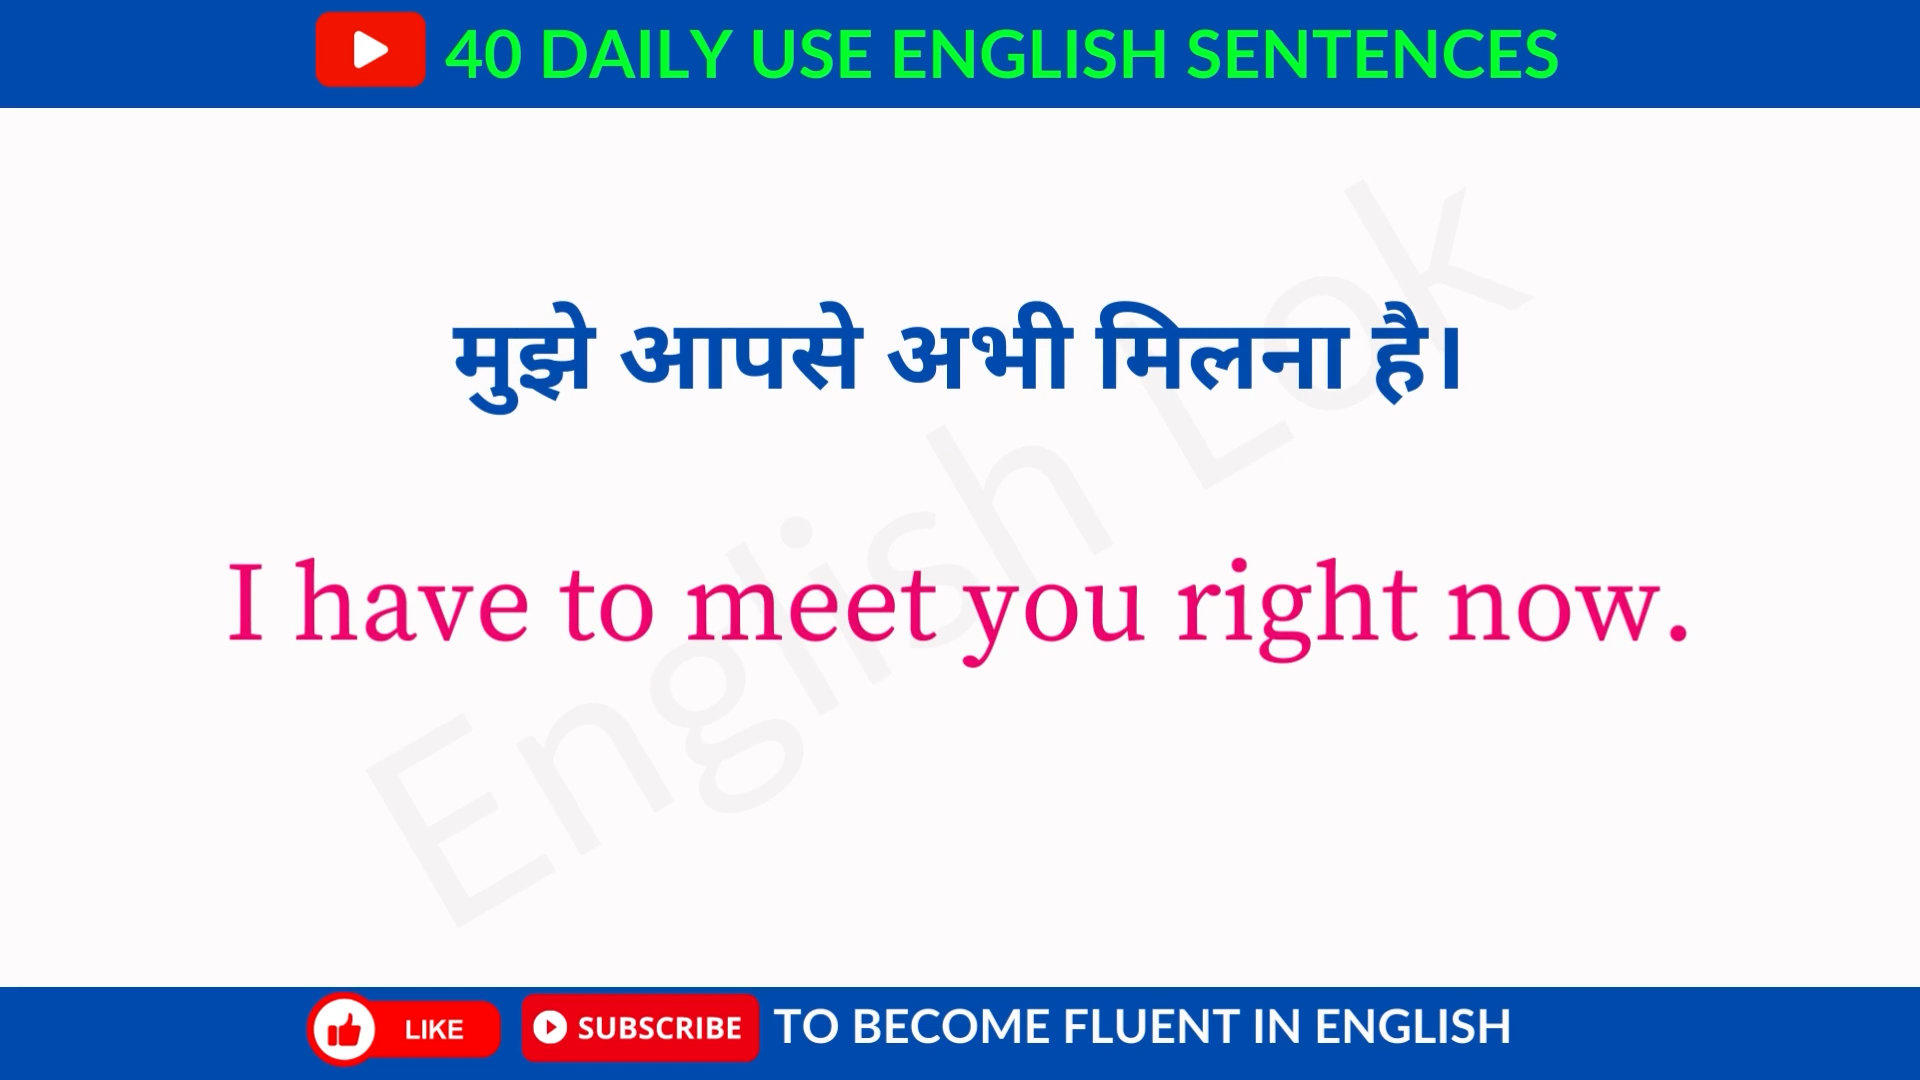 40 DAILY USE ENGLISH SENTENCES
मुझे आपसे अभी मिलना है।
I have to meet you right now.
English Lok
LIKE SUBSCRIBE TO BECOME FLUENT IN ENGLISH